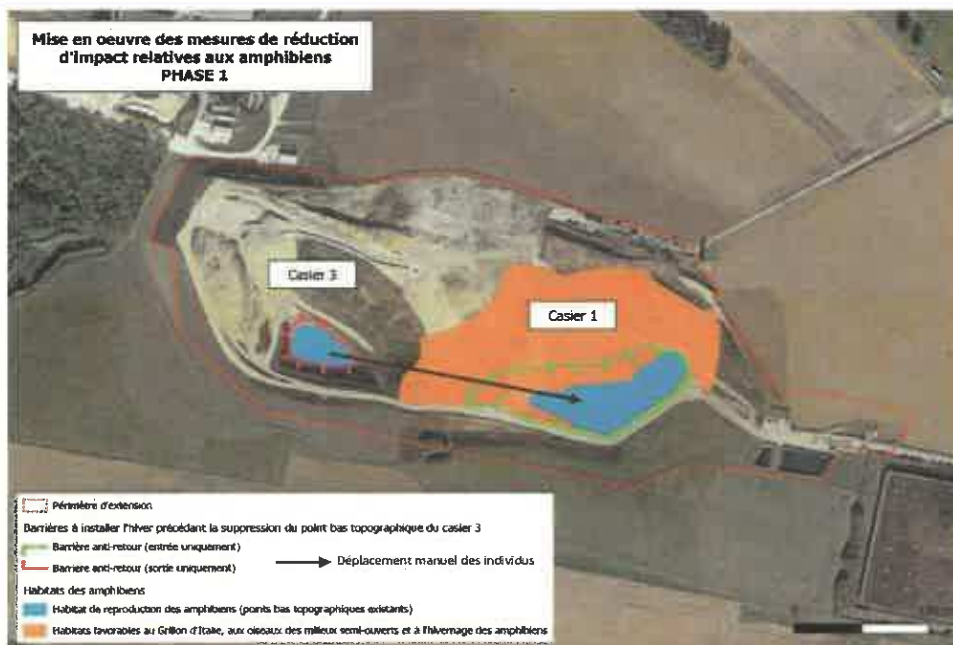 Mise en oeuvre des mesures de réduction
d'impact relatives aux amphibiens
PHASE 1
Casier 3
Casier 1
Périmètre d'extension
Barrières à installer l'hiver précédant la suppression du point bas topographique du casier 3
Barrière anti-retour (entrée uniquement)
Déplacement manuel des individus
Barrière anti-retour (sortie uniquement)
Habitats des amphibiens
Habitat de reproduction des amphibiens (points bas topographiques existants)
Habitats favorables au Grillon d'Italie, aux oiseaux des milieux semi-ouverts et à l'hivernage des amphibiens